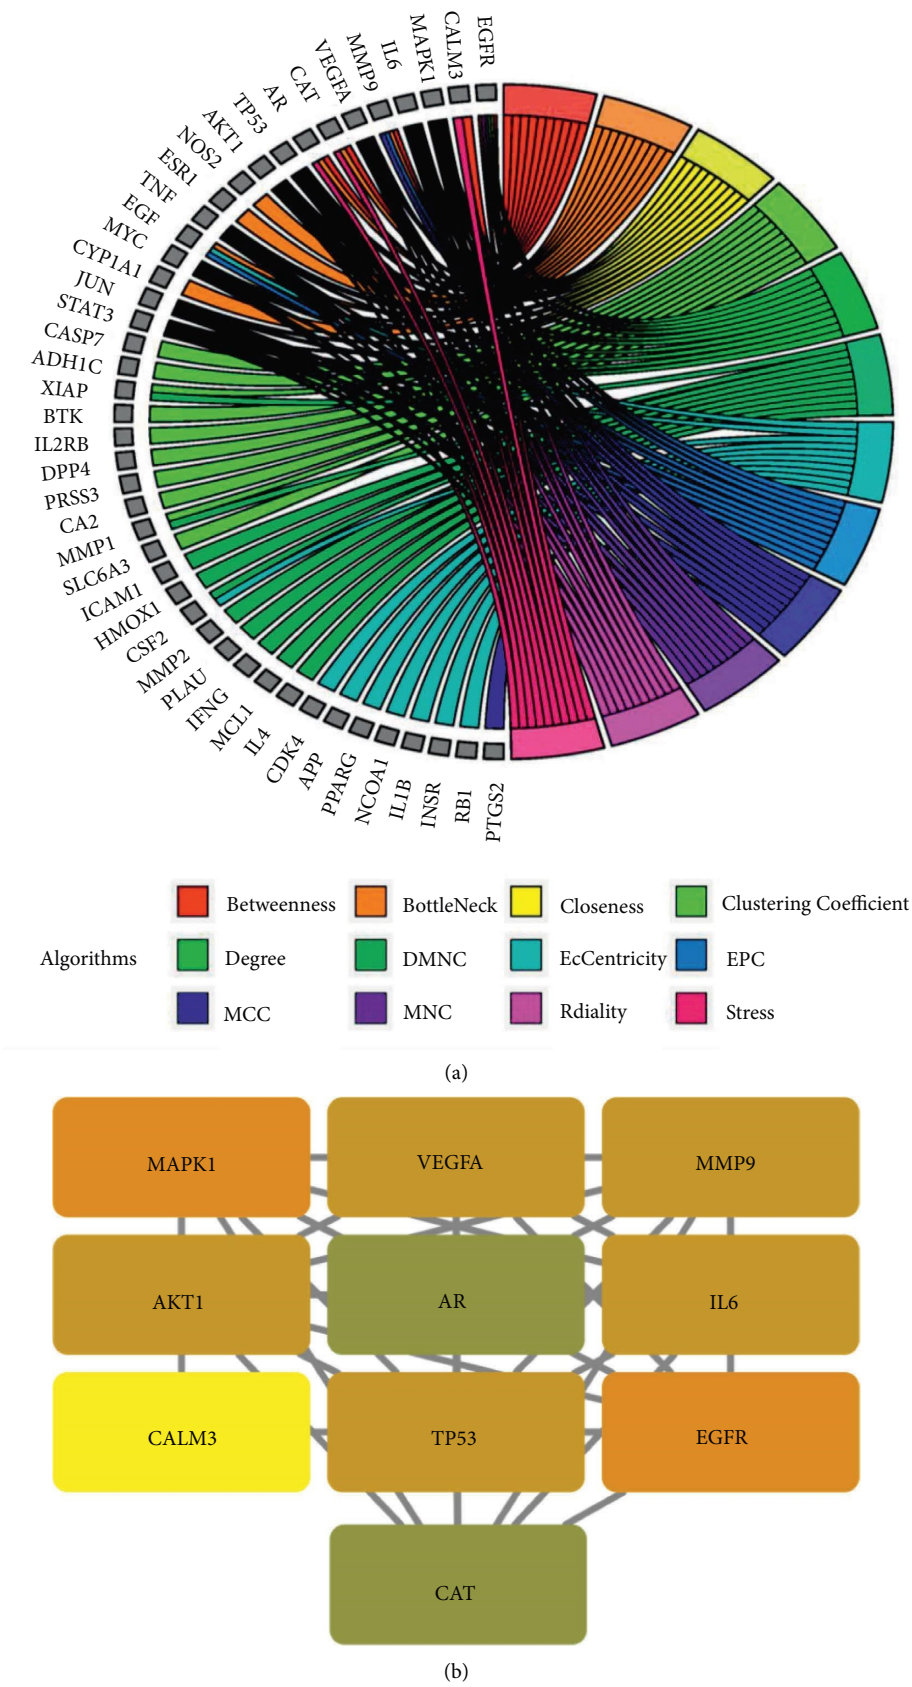 EGFR
CALM3
MAPK1
IL6
MMP9
VEGFA
CAT
AR
TP53
AKT1
NOS2
ESR1
TNF
EGF
MYC
CYP1A1
JUN
STAT3
CASP7
ADH1C
XIAP
BTK
IL2RB
DPP4
PRSS3
CA2
MMP1
SLC6A3
ICAM1
HMOX1
CSF2
MMP2
PLAU
IFNG
MCL1
IL4
CDK4
APP
PPARG
NCOA1
IL1B
INSR
RB1
PTGS2
Betweenness BottleNeck Closeness Clustering Coefficient
Algorithms Degree DMNC EcCentricity EPC
MCC MNC Rdiality Stress
(a)
MAPK1 VEGFA MMP9
AKT1 AR IL6
CALM3 TP53 EGFR
CAT
(b)